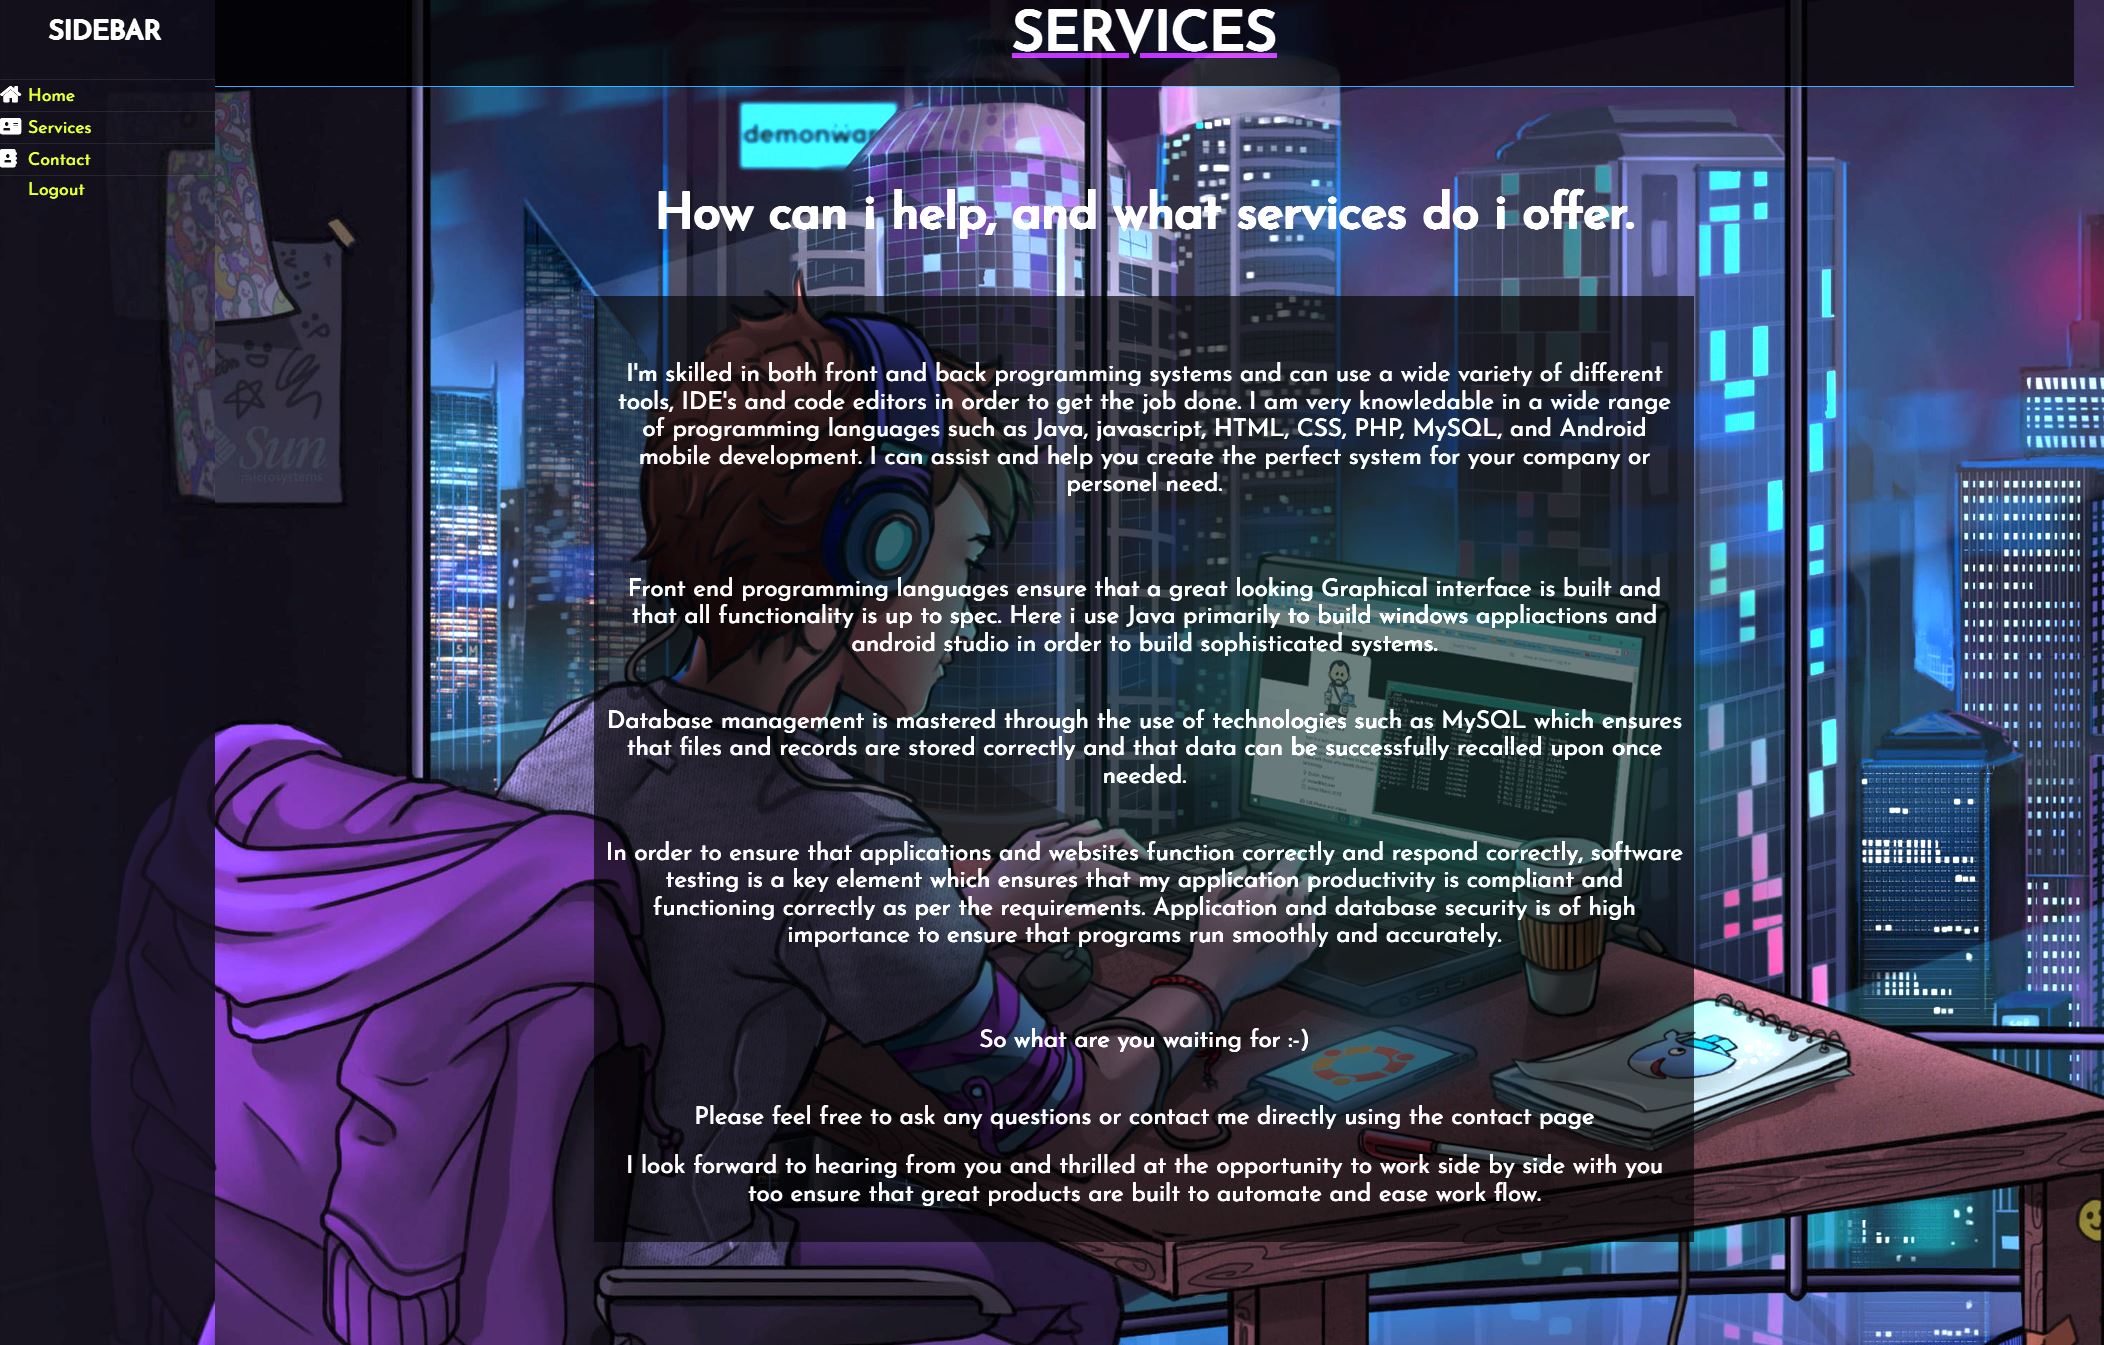 SIDEBAR
Home
Services
Contact
Logout
SERVICES
demonwar
How can i help, and what services do i offer.
I'm skilled in both front and back programming systems and can use a wide variety of different
tools, IDE's and code editors in order to get the job done. I am very knowledable in a wide range
of programming languages such as Java, javascript, HTML, CSS, PHP, MySQL, and Android
mobile development. I can assist and help you create the perfect system for your company or
personel need.
Sun
microsystems
Front end programming languages ensure that a great looking Graphical interface is built and
that all functionality is up to spec. Here i use Java primarily to build windows appliactions and
android studio in order to build sophisticated systems.
Database management is mastered through the use of technologies such as MySQL which ensures
that files and records are stored correctly and that data can be successfully recalled upon once
needed.
In order to ensure that applications and websites function correctly and respond correctly, software
testing is a key element which ensures that my application productivity is compliant and
functioning correctly as per the requirements. Application and database security is of high
importance to ensure that programs run smoothly and accurately.
So what are you waiting for :-)
Please feel free to ask any questions or contact me directly using the contact page
I look forward to hearing from you and thrilled at the opportunity to work side by side with you
too ensure that great products are built to automate and ease work flow.